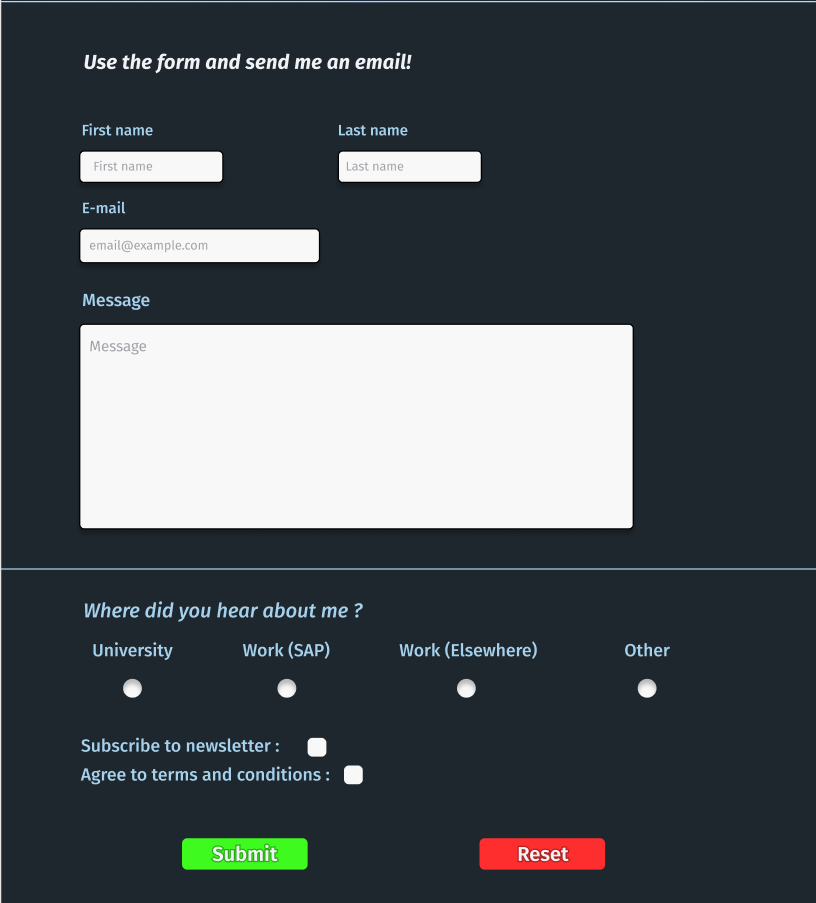 Use the form and send me an email!
First name Last name
First name Last name
E-mail
email@example.com
Message
Message
Where did you hear about me ?
University Work (SAP) Work (Elsewhere) Other
Subscribe to newsletter :
Agree to terms and conditions :
Submit Reset